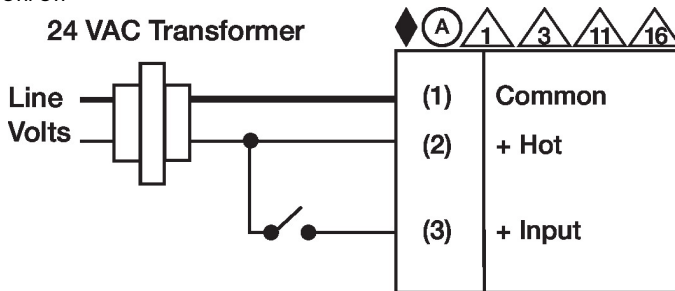 24 VAC Transformer
A 1 3 11 16
Line (1) Common
Volts (2) + Hot
(3) + Input